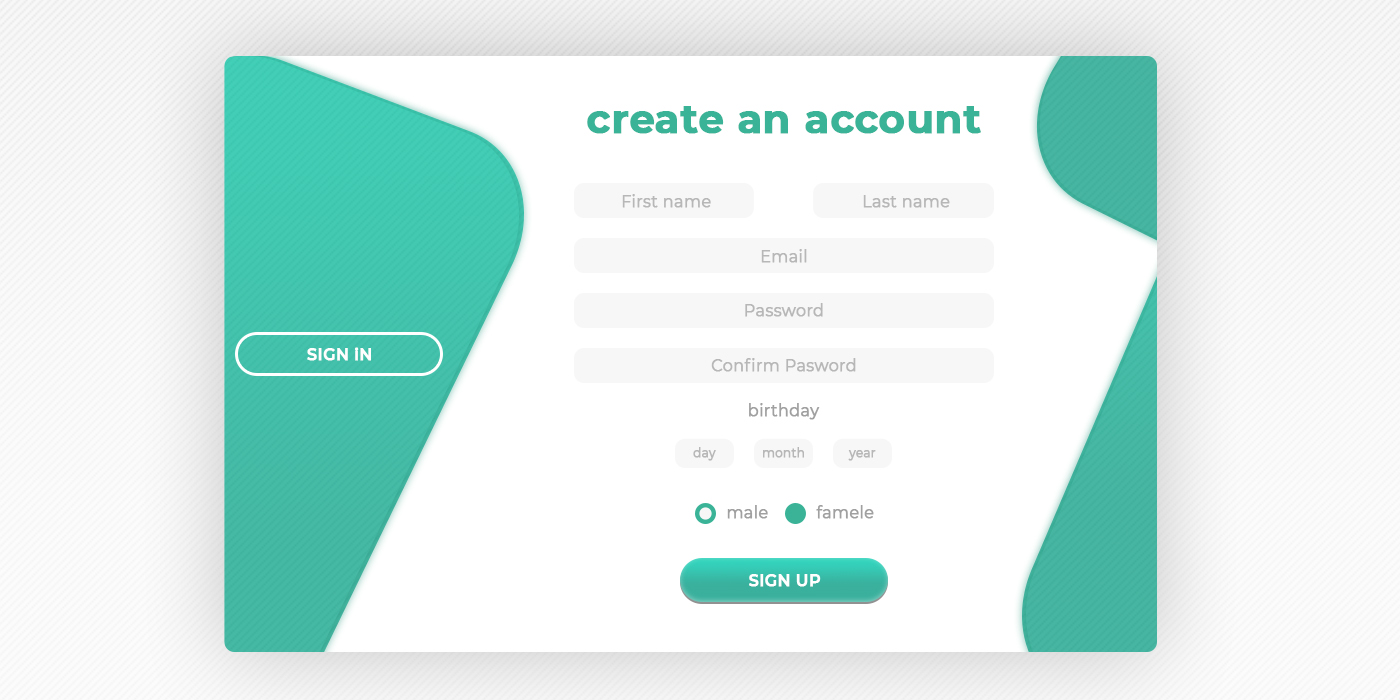 create an account
First name Last name
Email
Password
SIGN IN
Confirm Pasword
birthday
day month year
male famele
SIGN UP